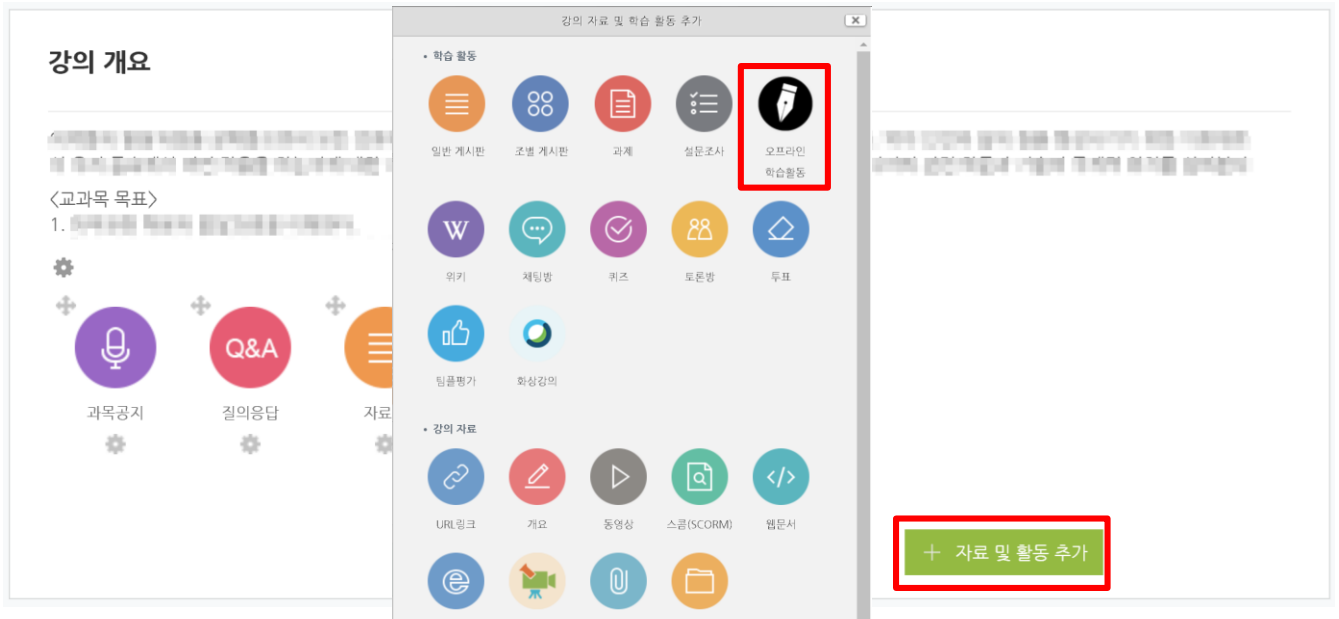 강의 개요
<교과목 목표>
1.
Q&A
과목공지
질의응답
자료
강의 자료 및 학습 활동 추가
• 학습 활동
일반 게시판
조별 게시판
과제
설문조사
오프라인
학습활동
W
위키
채팅방
퀴즈
토론방
투표
팀플평가
화상강의
• 강의 자료
URL링크
개요
동영상
스콤(SCORM)
웹문서
+ 자료 및 활동 추가